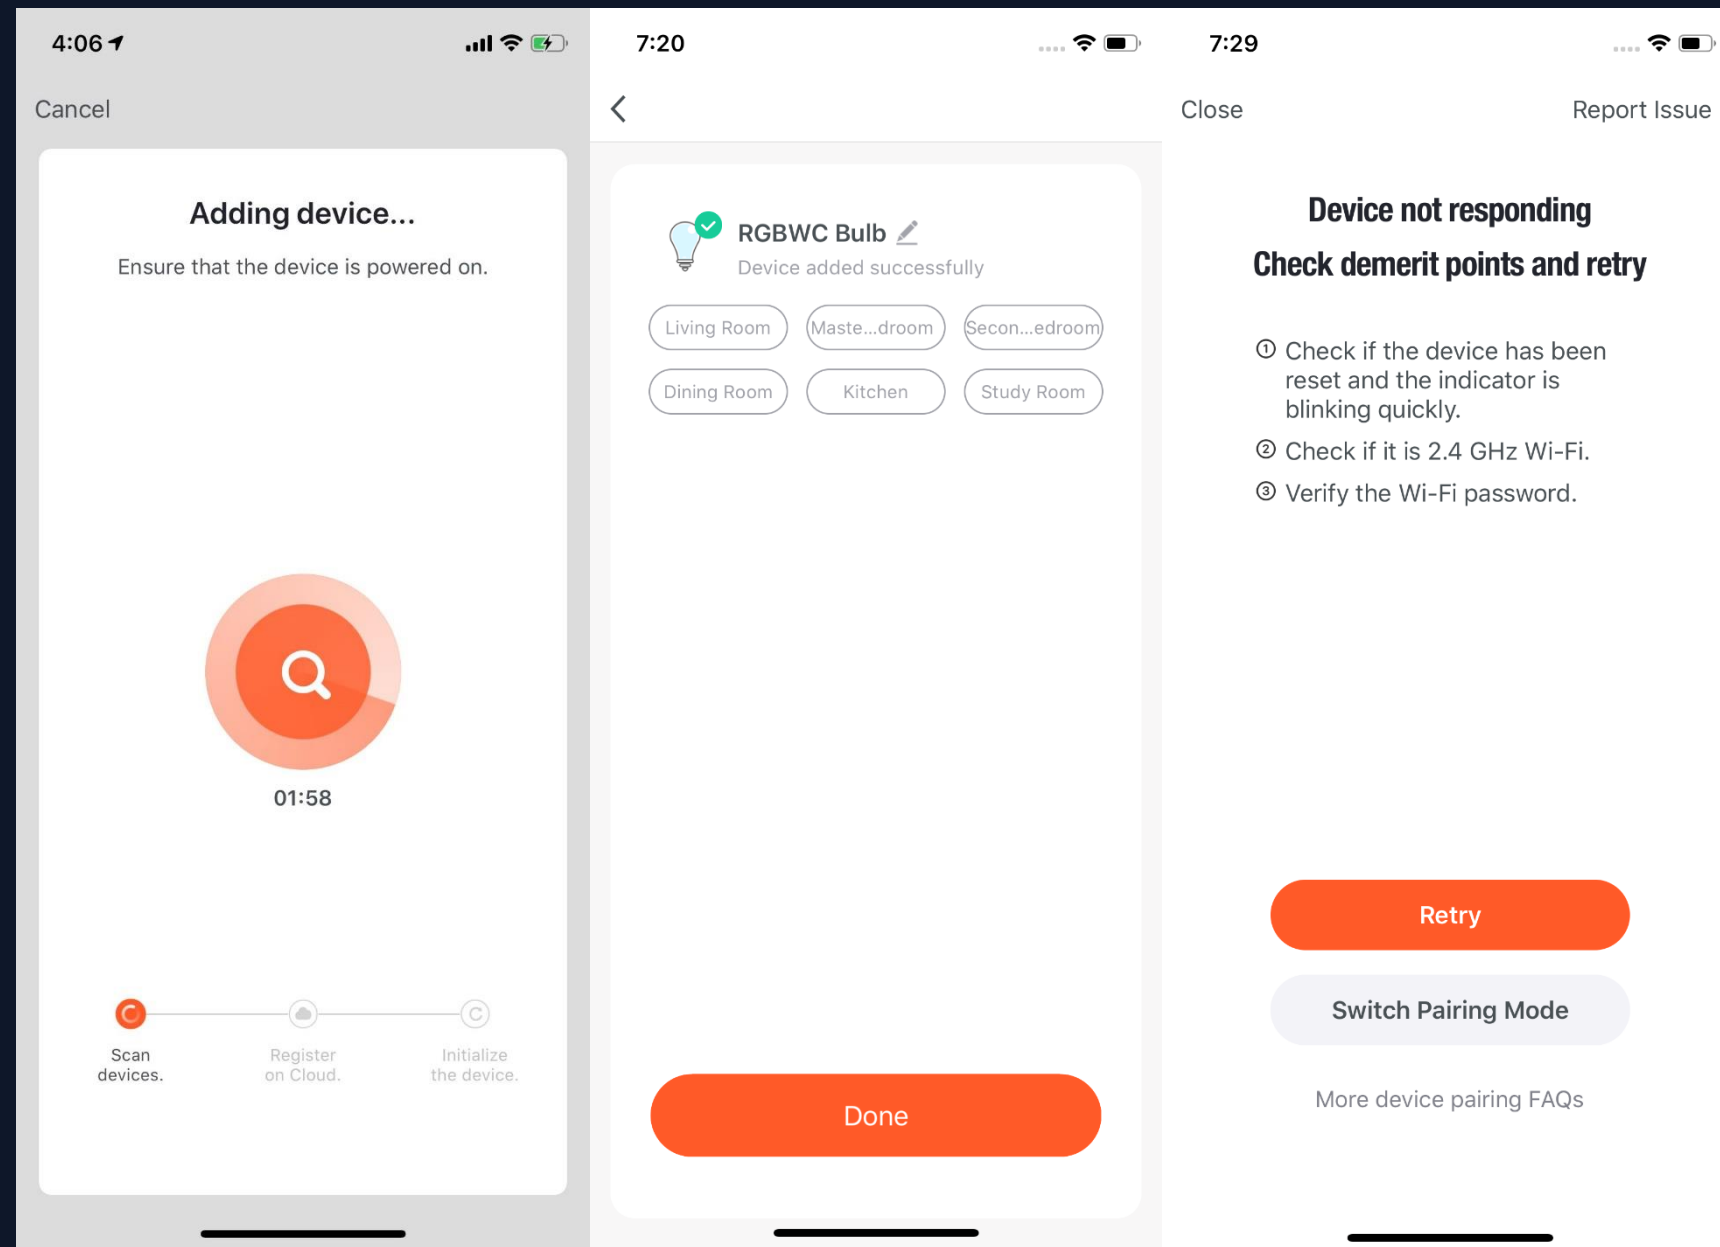 4:06
Cancel
Adding device...
Ensure that the device is powered on.
01:58
Scan
devices.
Register
on Cloud.
Initialize
the device.
7:20
RGBWC Bulb
Device added successfully
Living Room
Maste...droom
Secon...edroom
Dining Room
Kitchen
Study Room
Done
7:29
Close
Report Issue
Device not responding
Check demerit points and retry
① Check if the device has been
reset and the indicator is
blinking quickly.
② Check if it is 2.4 GHz Wi-Fi.
③ Verify the Wi-Fi password.
Retry
Switch Pairing Mode
More device pairing FAQs